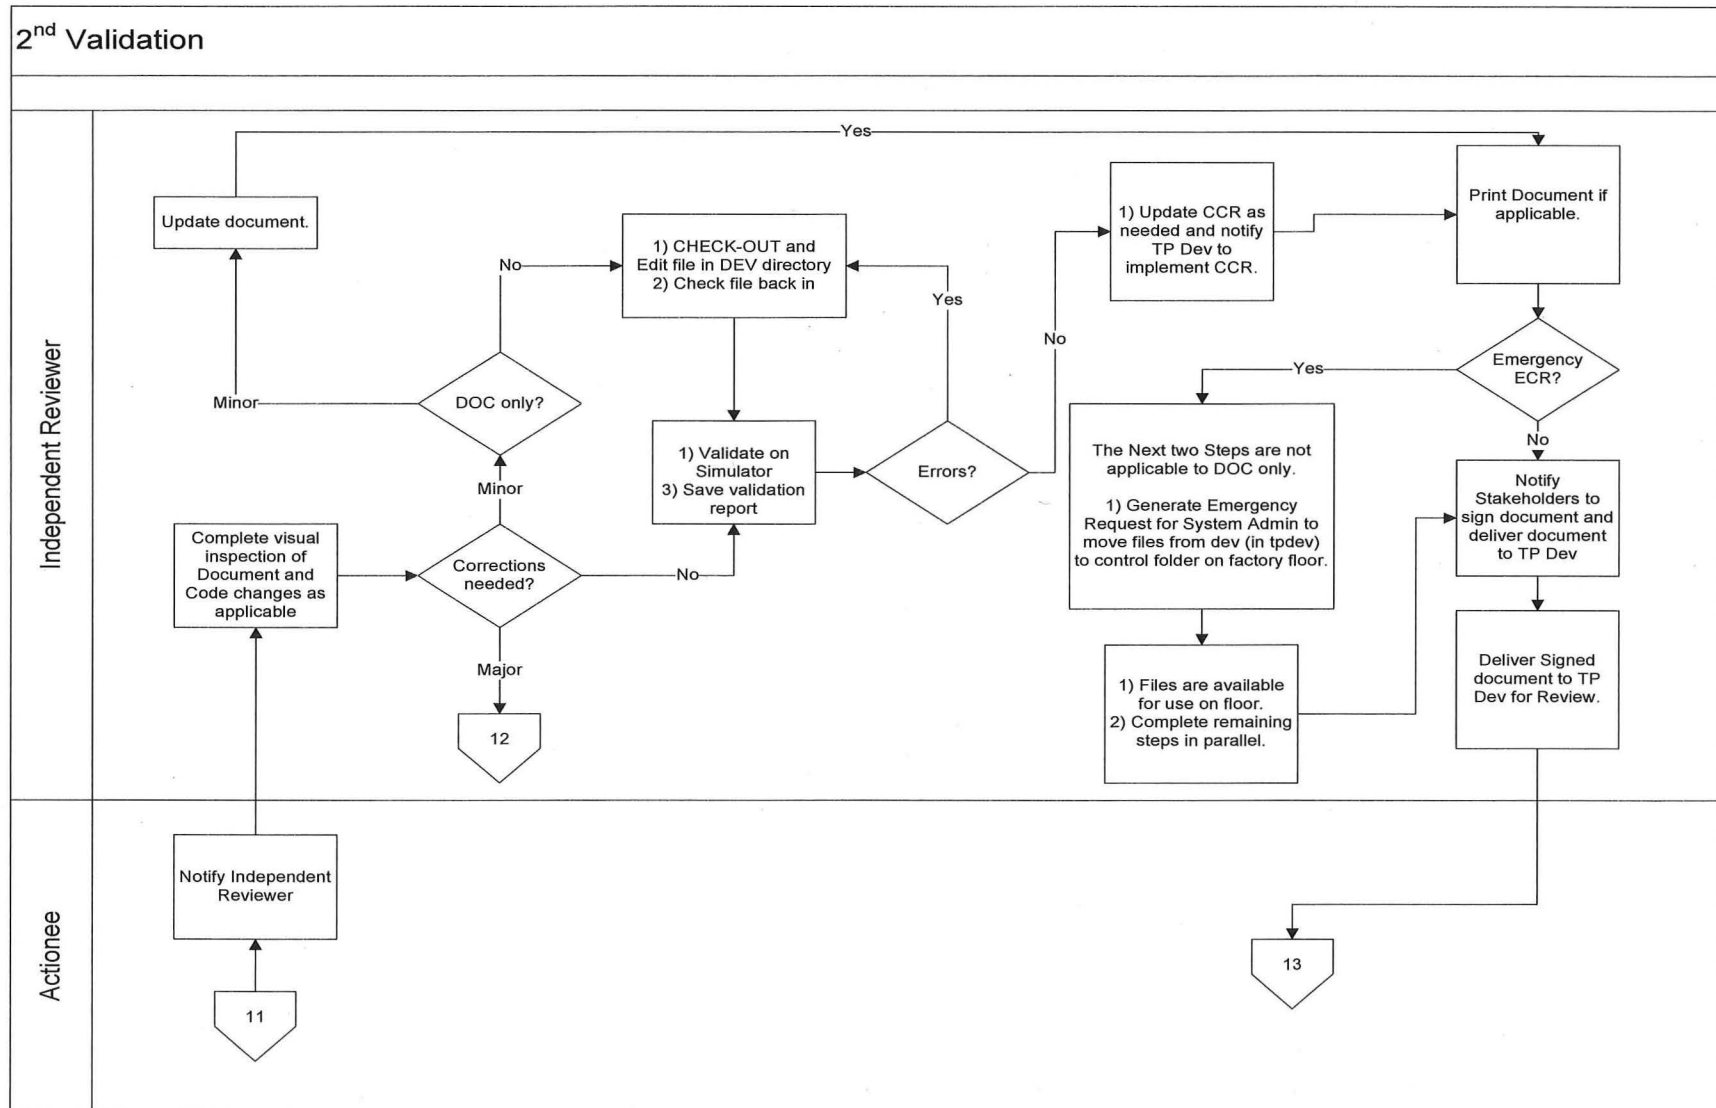 2nd Validation
Independent Reviewer
Yes
Update document.
No
1) CHECK-OUT and
Edit file in DEV directory
2) Check file back in
Yes
1) Update CCR as
needed and notify
TP Dev to
implement CCR.
Print Document if
applicable.
No
Emergency
ECR?
Yes
No
Minor
DOC only?
Minor
1) Validate on
Simulator
3) Save validation
report
Errors?
The Next two Steps are not
applicable to DOC only.
1) Generate Emergency
Request for System Admin to
move files from dev (in tpdev)
to control folder on factory floor.
Notify
Stakeholders to
sign document and
deliver document
to TP Dev
Complete visual
inspection of
Document and
Code changes as
applicable
Corrections
needed?
No
Major
12
1) Files are available
for use on floor.
2) Complete remaining
steps in parallel.
Deliver Signed
document to TP
Dev for Review.
Actionee
Notify Independent
Reviewer
11
13